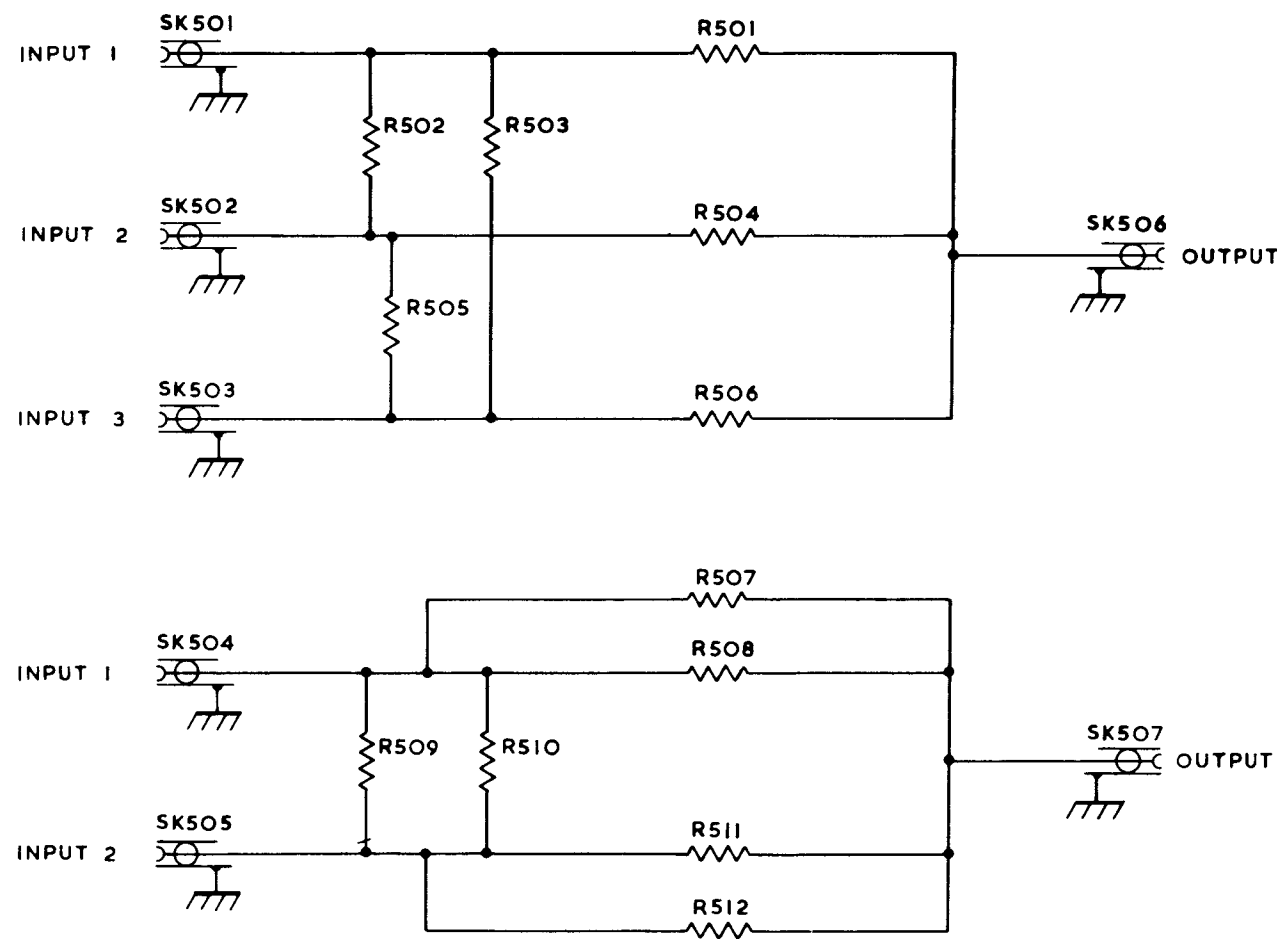 SK501
R501
INPUT 1
R502
R503
SK502
R504
INPUT 2
SK506
OUTPUT
R505
SK503
R506
INPUT 3
R507
SK504
R508
INPUT 1
R509
R510
SK507
OUTPUT
SK505
R511
INPUT 2
R512